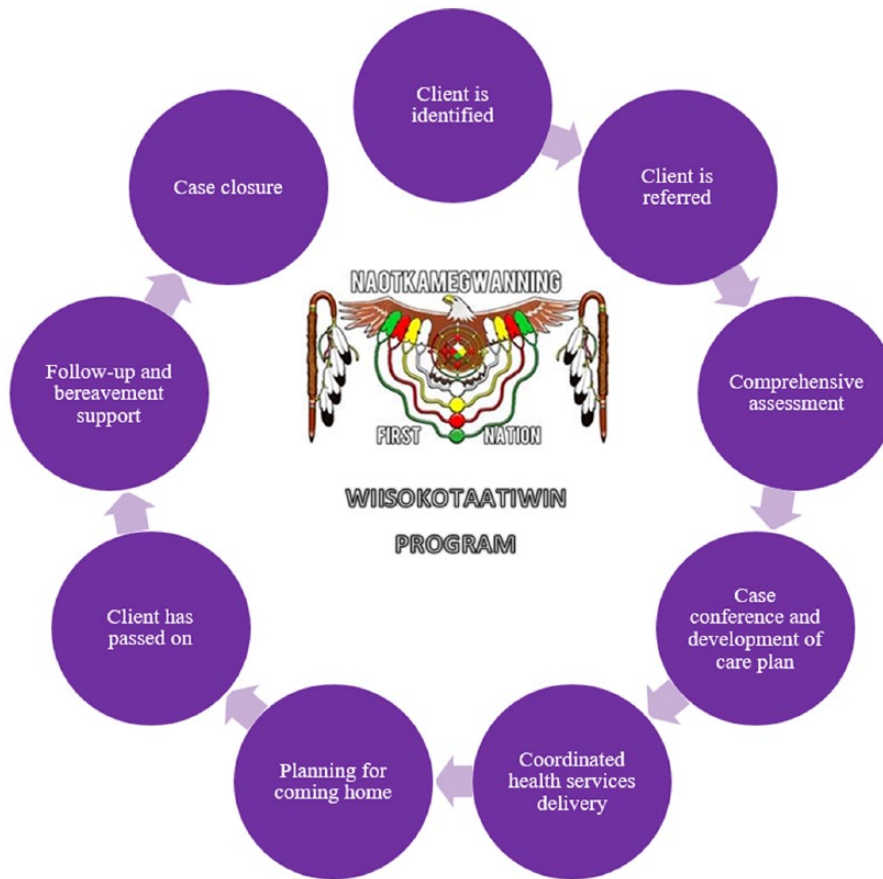 Client is
identified
Client is
referred
Comprehensive
assessment
Case
conference and
development of
care plan
Coordinated
health services
delivery
Planning for
coming home
Client has
passed on
Follow-up and
bereavement
support
Case closure
NAOTKAMEGWANNING
FIRST NATION
WIISOKOTAATIWIN
PROGRAM